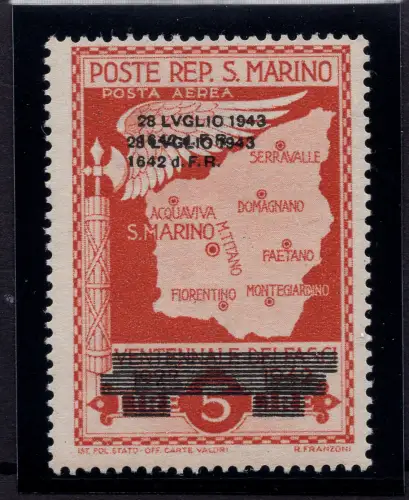 POSTE REP. S. MARINO
POSTA AEREA
28 LVGLIO 1943
28 LVGLIO 1943
1642 d. F. R.
SERRAVALLE
ACQUAVIVA
DOMAGNANO
S. MARINO
M. TITANO
FAETANO
FIORENTINO
MONTEGIARDINO
VENTENNALE DEI FASCI
5
IST. POL. STATO - OFF. CARTE VALORI
R. FRANZONI